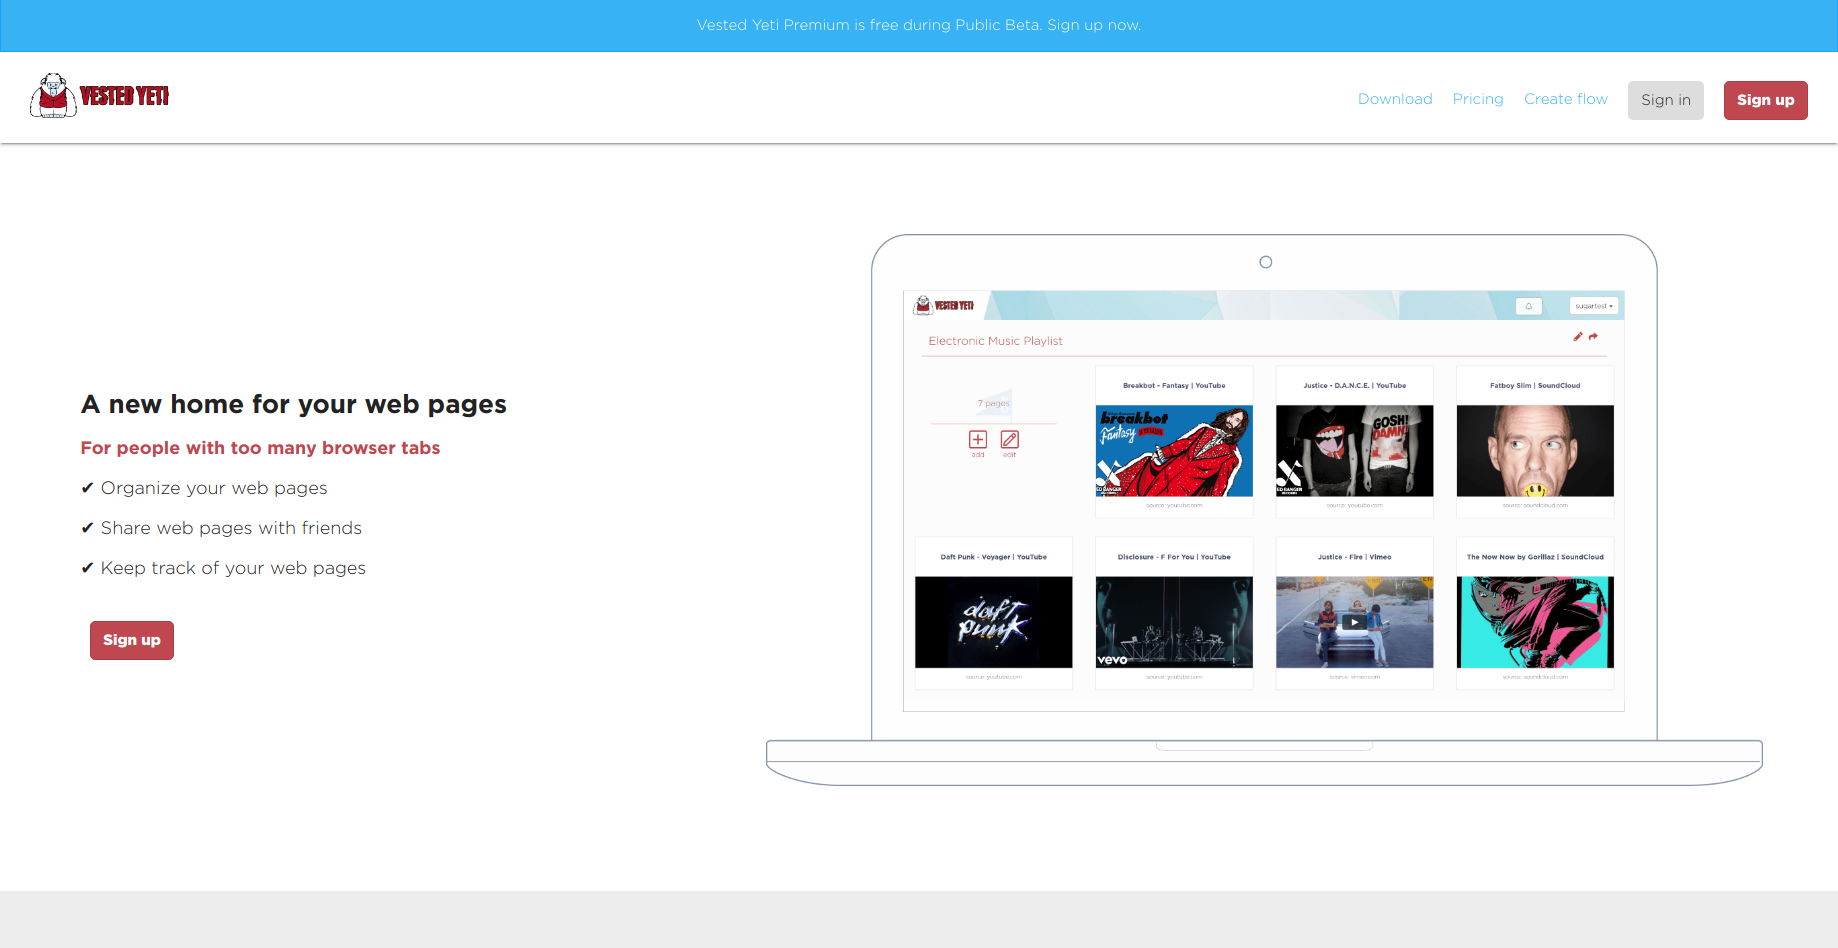 Vested Yeti Premium is free during Public Beta. Sign up now.
VESTED YETI
Download Pricing Create flow Sign in Sign up
A new home for your web pages
For people with too many browser tabs
✔ Organize your web pages
✔ Share web pages with friends
✔ Keep track of your web pages
Sign up
VESTED YETI
sugartest
Electronic Music Playlist
7 pages
add edit
Breakbot - Fantasy | YouTube
breakbot
Fantasy
source: youtube.com
Justice - D.A.N.C.E. | YouTube
GOSH!
DAMN!
source: youtube.com
Fatboy Slim | SoundCloud
source: soundcloud.com
Daft Punk - Voyager | YouTube
daft
punk
source: youtube.com
Disclosure - F For You | YouTube
vevo
source: youtube.com
Justice - Fire | Vimeo
source: vimeo.com
The Now Now by Gorillaz | SoundCloud
source: soundcloud.com